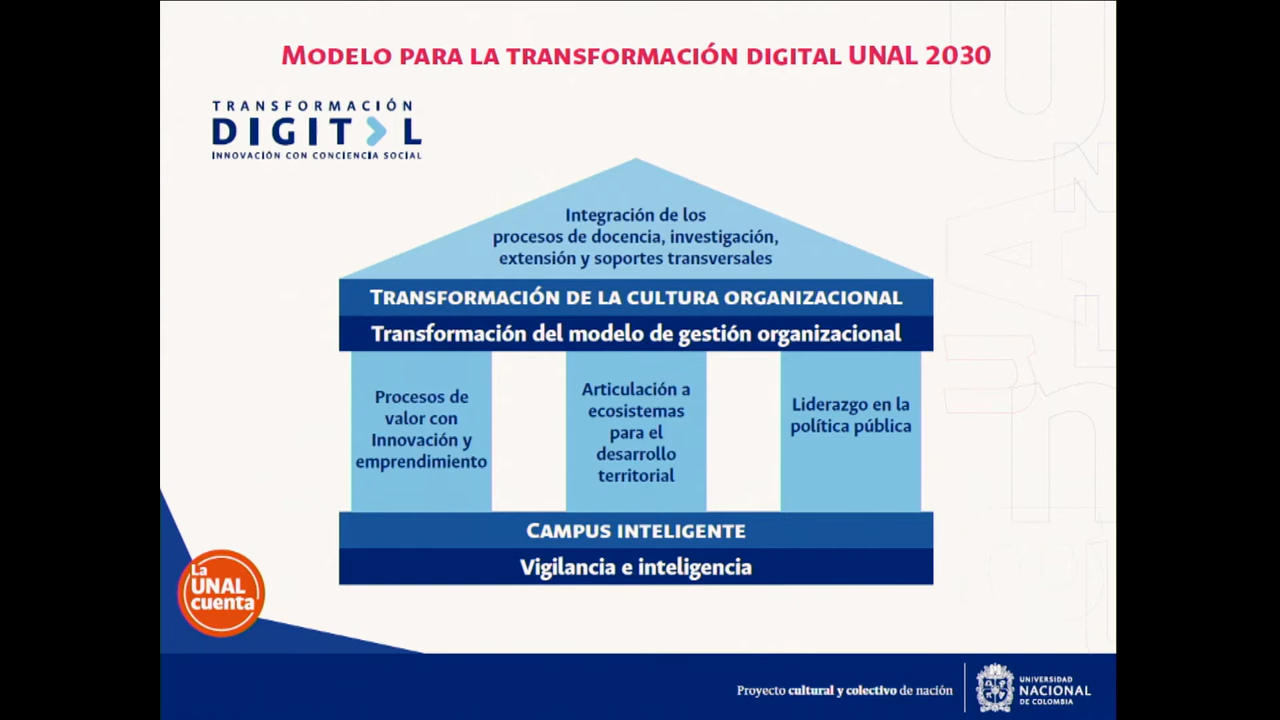 MODELO PARA LA TRANSFORMACIÓN DIGITAL UNAL 2030
TRANSFORMACIÓN
DIGITAL
INNOVACIÓN CON CONCIENCIA SOCIAL
Integración de los
procesos de docencia, investigación,
extensión y soportes transversales
TRANSFORMACIÓN DE LA CULTURA ORGANIZACIONAL
Transformación del modelo de gestión organizacional
Procesos de
valor con
Innovación y
emprendimiento
Articulación a
ecosistemas
para el
desarrollo
territorial
Liderazgo en la
política pública
CAMPUS INTELIGENTE
Vigilancia e inteligencia
La
UNAL
cuenta
Proyecto cultural y colectivo de nación
UNIVERSIDAD
NACIONAL
DE COLOMBIA